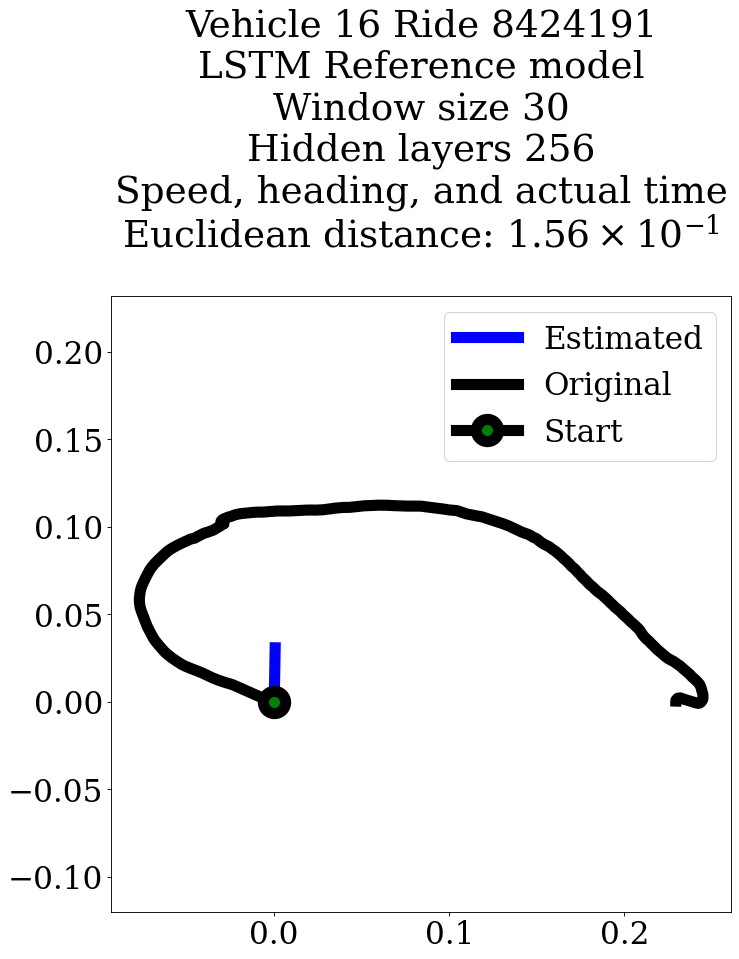 Vehicle 16 Ride 8424191
LSTM Reference model
Window size 30
Hidden layers 256
Speed, heading, and actual time
Euclidean distance: 1.56 × 10⁻¹
Estimated
Original
Start
0.20
0.15
0.10
0.05
0.00
−0.05
−0.10
0.0 0.1 0.2